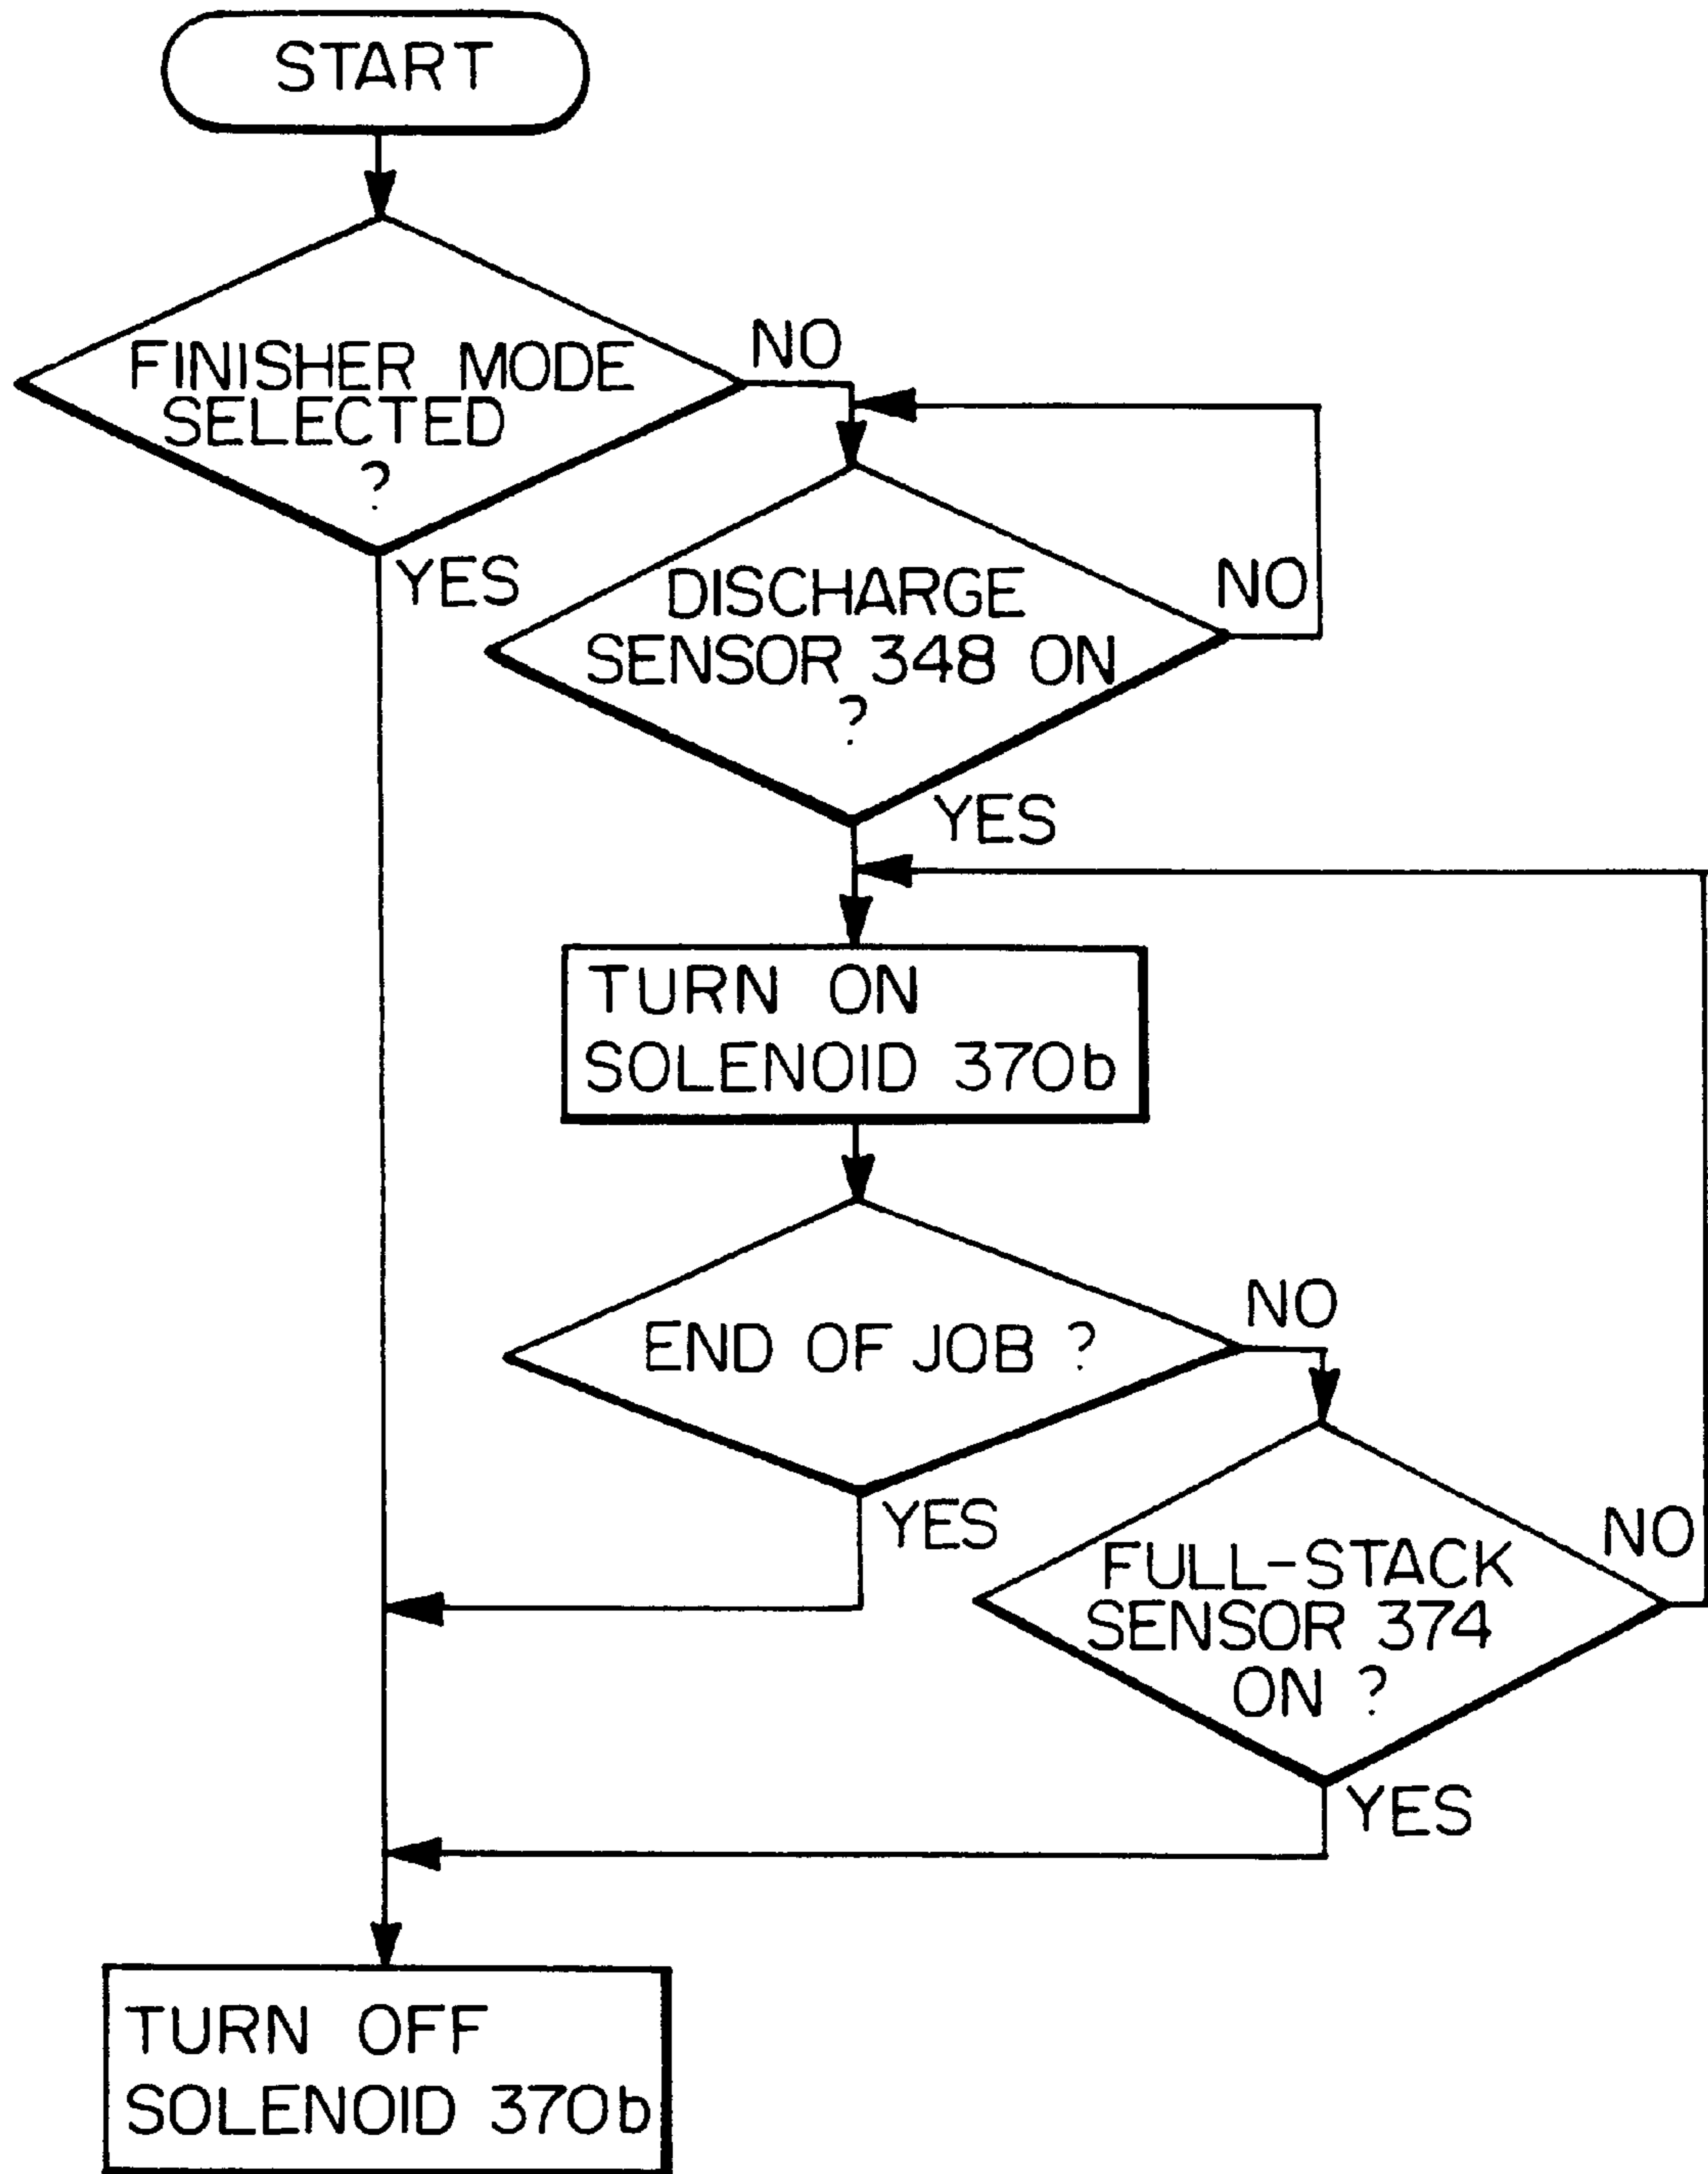 START
FINISHER MODE
SELECTED
?
NO
YES
DISCHARGE
SENSOR 348 ON
?
NO
YES
TURN ON
SOLENOID 370b
END OF JOB ?
NO
YES
FULL-STACK
SENSOR 374
ON ?
NO
YES
TURN OFF
SOLENOID 370b